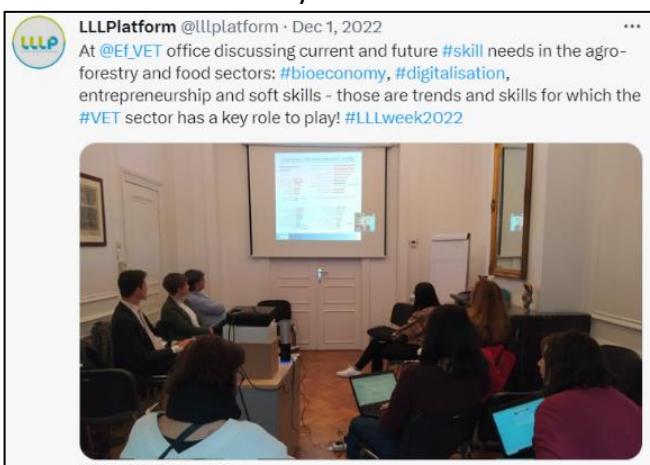 LLLP
LLLPlatform @lllplatform · Dec 1, 2022
At @Ef_VET office discussing current and future #skill needs in the agro-
forestry and food sectors: #bioeconomy, #digitalisation,
entrepreneurship and soft skills - those are trends and skills for which the
#VET sector has a key role to play! #LLLweek2022